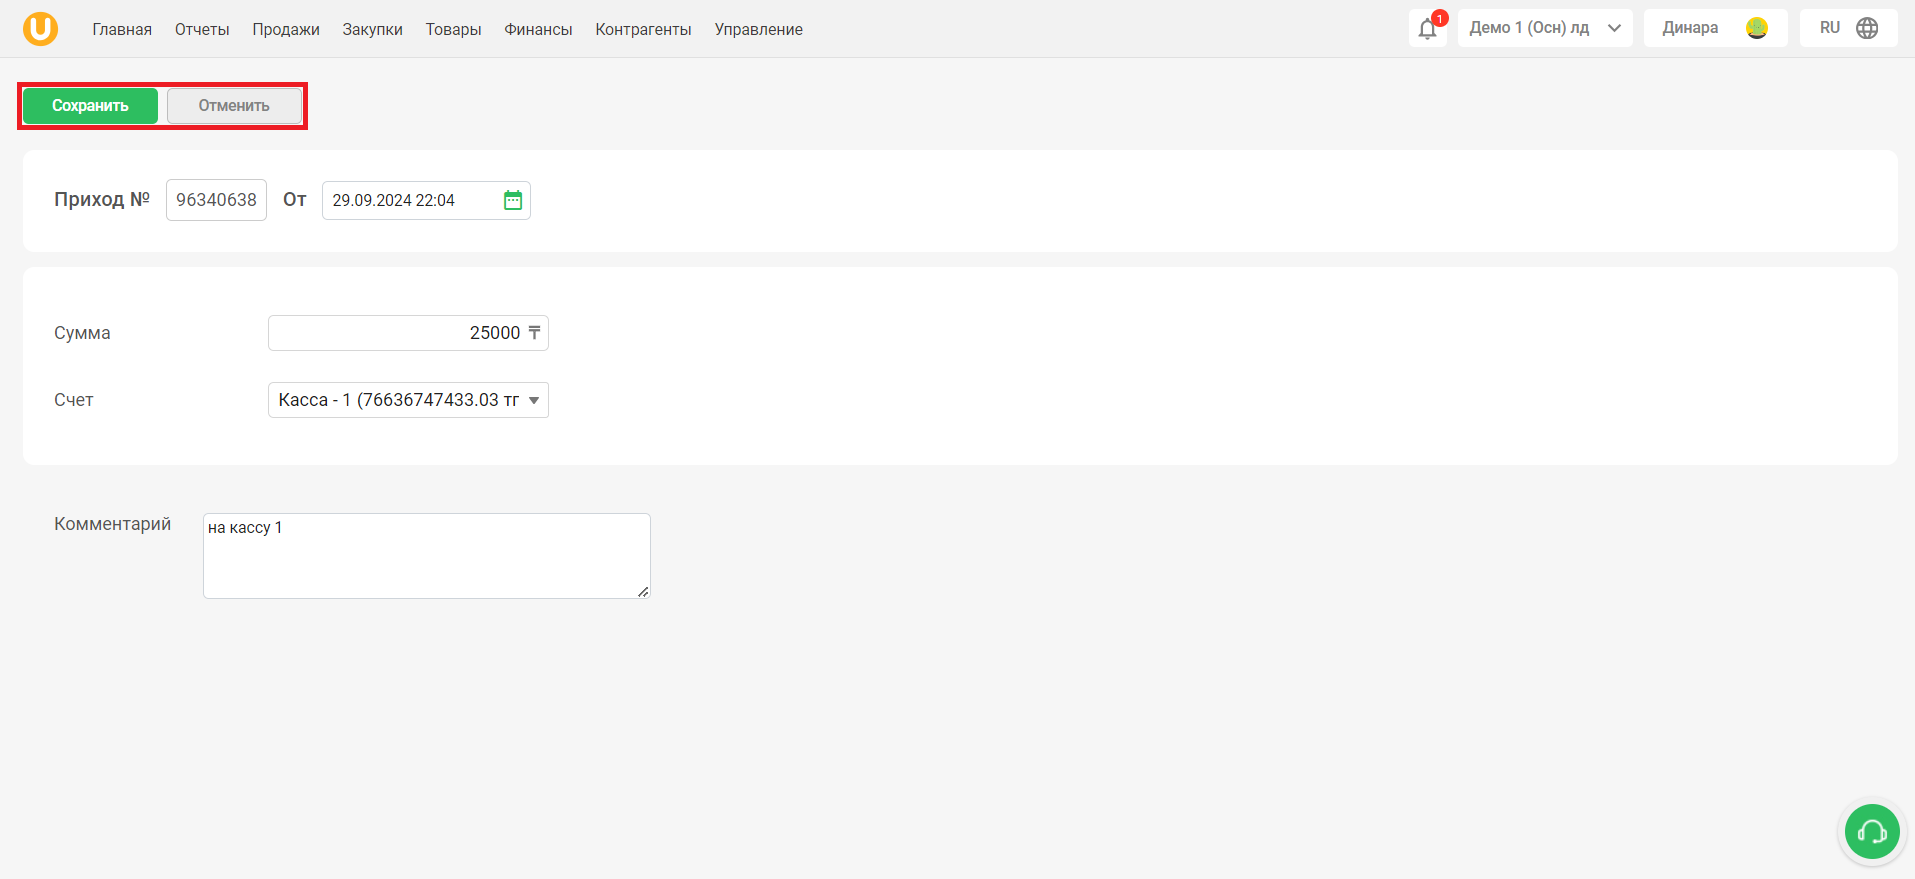 U Главная Отчеты Продажи Закупки Товары Финансы Контрагенты Управление 1 Демо 1 (Осн) лд Динара RU
Сохранить Отменить
Приход № 96340638 От 29.09.2024 22:04
Сумма 25000 ₸
Счет Касса - 1 (76636747433.03 тг
Комментарий на кассу 1